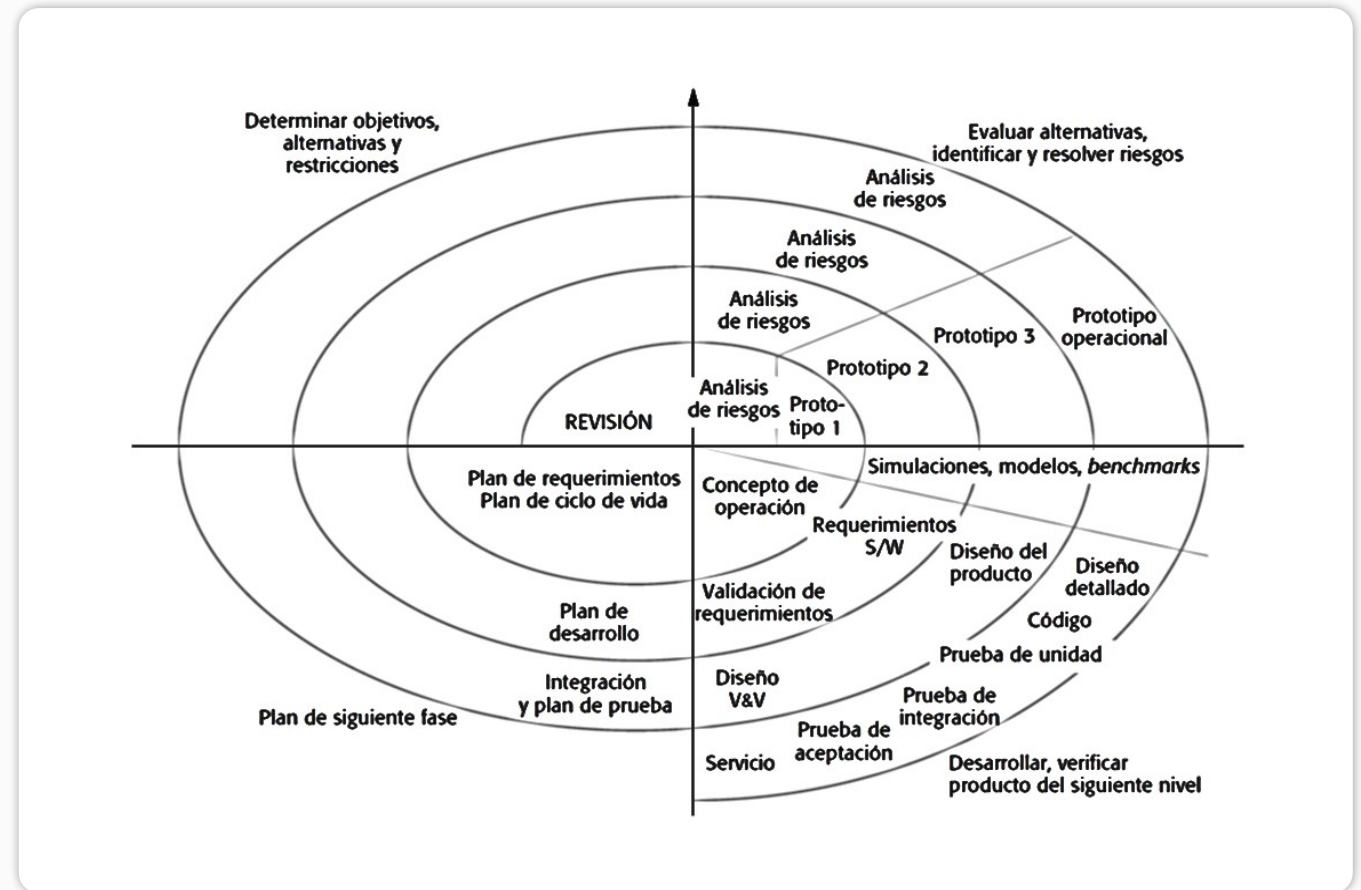 Determinar objetivos,
alternativas y
restricciones
Evaluar alternativas,
identificar y resolver riesgos
Análisis
de riesgos
Análisis
de riesgos
Análisis
de riesgos
Prototipo
operacional
Prototipo 3
Prototipo 2
Análisis
de riesgos
Proto-
tipo 1
REVISIÓN
Plan de requerimientos
Plan de ciclo de vida
Concepto de
operación
Simulaciones, modelos, benchmarks
Requerimientos
S/W
Diseño del
producto
Diseño
detallado
Validación de
requerimientos
Plan de
desarrollo
Código
Prueba de unidad
Integración
y plan de prueba
Diseño
V&V
Prueba de
integración
Plan de siguiente fase
Prueba de
aceptación
Servicio
Desarrollar, verificar
producto del siguiente nivel